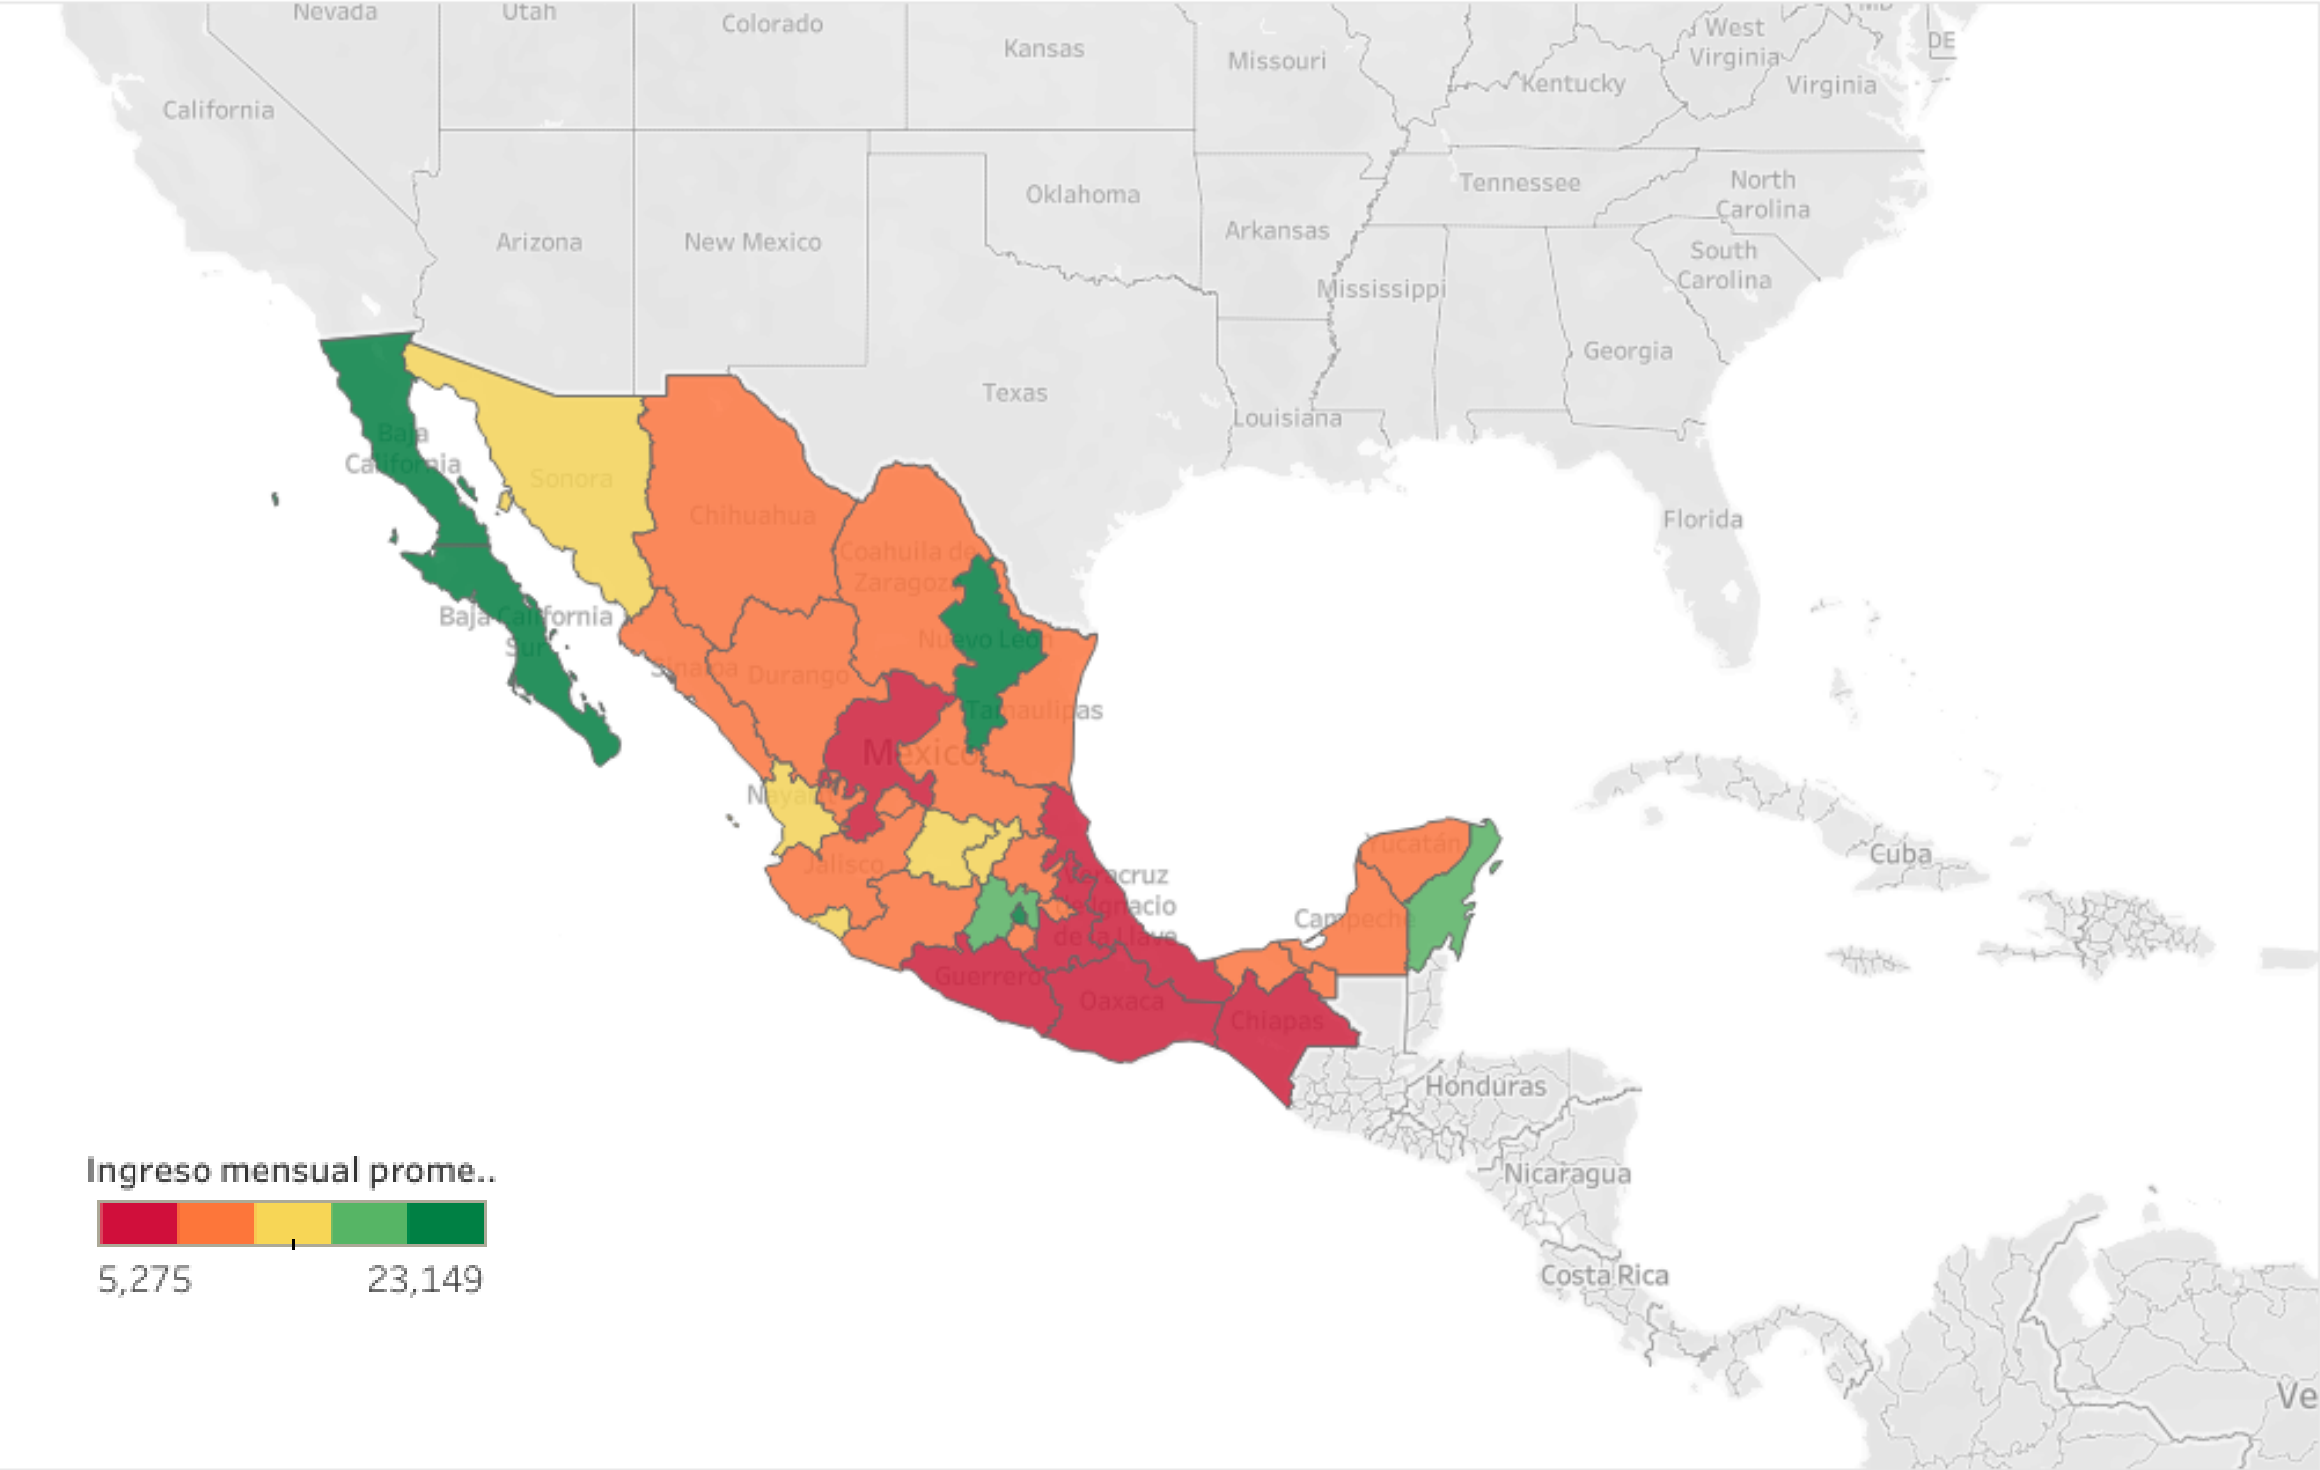 Nevada
Utah
Colorado
Kansas
Missouri
West
Virginia
DE
Kentucky
Virginia
California
Arizona
New Mexico
Oklahoma
Arkansas
Tennessee
North
Carolina
South
Carolina
Mississippi
Georgia
Texas
Louisiana
Florida
Baja
California
Sonora
Chihuahua
Coahuila de
Zaragoza
Baja California
Sur
Nuevo León
Sinaloa
Durango
Tamaulipas
Mexico
Nayarit
Jalisco
Veracruz
de Ignacio
de la Llave
Yucatán
Campeche
Cuba
Guerrero
Oaxaca
Chiapas
Honduras
Nicaragua
Costa Rica
Ve
Ingreso mensual prome..
5,275
23,149